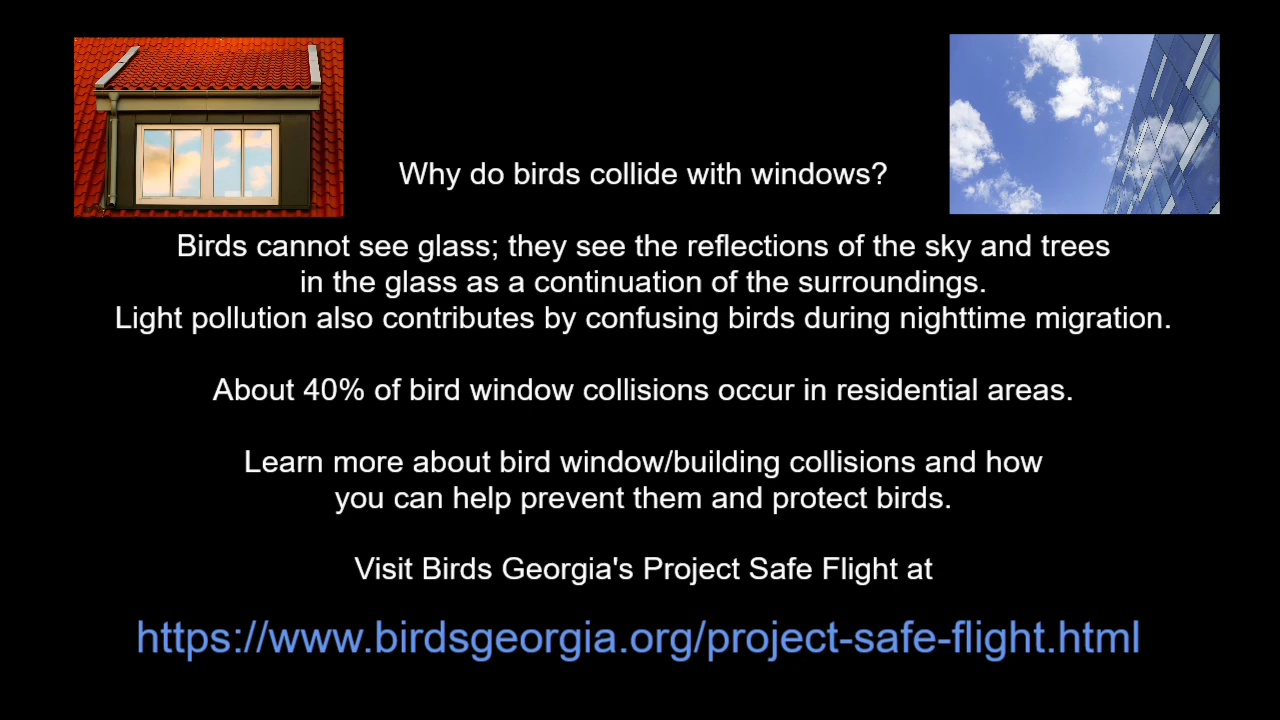 Why do birds collide with windows?
Birds cannot see glass; they see the reflections of the sky and trees
in the glass as a continuation of the surroundings.
Light pollution also contributes by confusing birds during nighttime migration.
About 40% of bird window collisions occur in residential areas.
Learn more about bird window/building collisions and how
you can help prevent them and protect birds.
Visit Birds Georgia's Project Safe Flight at
https://www.birdsgeorgia.org/project-safe-flight.html